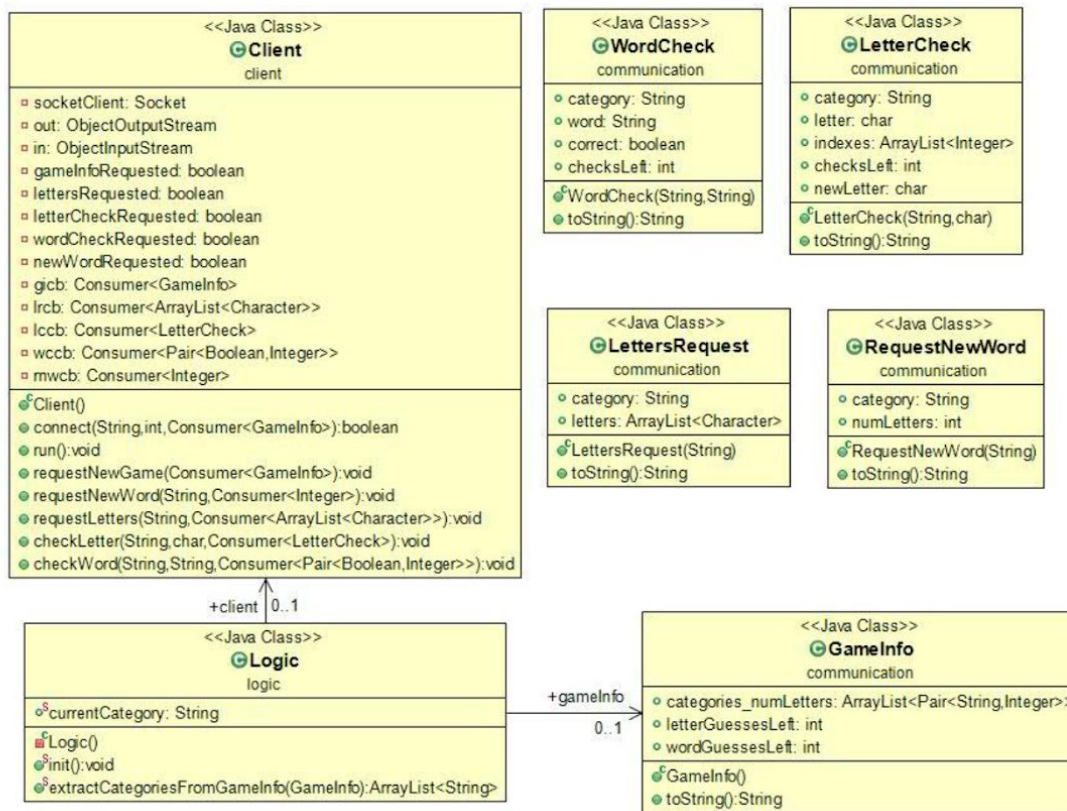 <<Java Class>>
Client
client
socketClient: Socket
out: ObjectOutputStream
in: ObjectInputStream
gameInfoRequested: boolean
lettersRequested: boolean
letterCheckRequested: boolean
wordCheckRequested: boolean
newWordRequested: boolean
gicb: Consumer<GameInfo>
lrcb: Consumer<ArrayList<Character>>
lccb: Consumer<LetterCheck>
wccb: Consumer<Pair<Boolean,Integer>>
rnwcb: Consumer<Integer>
Client()
connect(String,int,Consumer<GameInfo>):boolean
run():void
requestNewGame(Consumer<GameInfo>):void
requestNewWord(String,Consumer<Integer>):void
requestLetters(String,Consumer<ArrayList<Character>>):void
checkLetter(String,char,Consumer<LetterCheck>):void
checkWord(String,String,Consumer<Pair<Boolean,Integer>>):void
<<Java Class>>
WordCheck
communication
category: String
word: String
correct: boolean
checksLeft: int
WordCheck(String,String)
toString():String
<<Java Class>>
LetterCheck
communication
category: String
letter: char
indexes: ArrayList<Integer>
checksLeft: int
newLetter: char
LetterCheck(String,char)
toString():String
<<Java Class>>
LettersRequest
communication
category: String
letters: ArrayList<Character>
LettersRequest(String)
toString():String
<<Java Class>>
RequestNewWord
communication
category: String
numLetters: int
RequestNewWord(String)
toString():String
+client 0..1
<<Java Class>>
Logic
logic
currentCategory: String
Logic()
init():void
extractCategoriesFromGameInfo(GameInfo):ArrayList<String>
+gameInfo
0..1
<<Java Class>>
GameInfo
communication
categories_numLetters: ArrayList<Pair<String,Integer>>
letterGuessesLeft: int
wordGuessesLeft: int
GameInfo()
toString():String